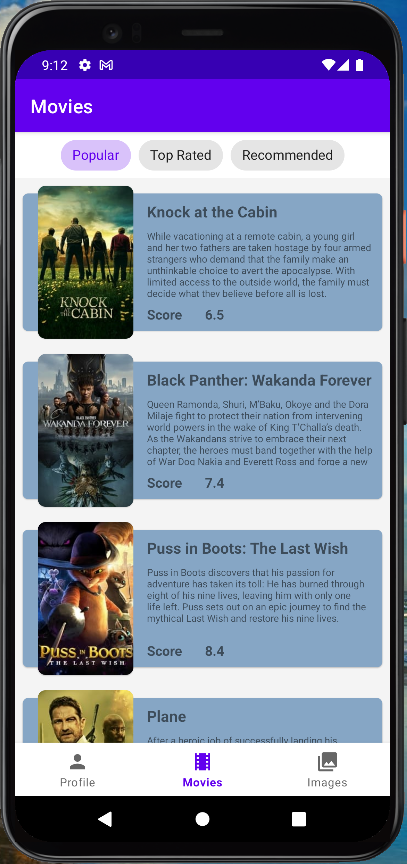 9:12
Movies
Popular
Top Rated
Recommended
KNOCK
AT THE
CABIN
Knock at the Cabin
While vacationing at a remote cabin, a young girl
and her two fathers are taken hostage by four armed
strangers who demand that the family make an
unthinkable choice to avert the apocalypse. With
limited access to the outside world, the family must
decide what they believe before all is lost.
Score 6.5
BLACK PANTHER
WAKANDA FOREVER
Black Panther: Wakanda Forever
Queen Ramonda, Shuri, M'Baku, Okoye and the Dora
Milaje fight to protect their nation from intervening
world powers in the wake of King T'Challa's death.
As the Wakandans strive to embrace their next
chapter, the heroes must band together with the help
of War Dog Nakia and Everett Ross and forge a new
Score 7.4
PUSS IN BOOTS
THE LAST WISH
Puss in Boots: The Last Wish
Puss in Boots discovers that his passion for
adventure has taken its toll: He has burned through
eight of his nine lives, leaving him with only one
life left. Puss sets out on an epic journey to find the
mythical Last Wish and restore his nine lives.
Score 8.4
Plane
After a heroic job of successfully landing his
Profile
Movies
Images